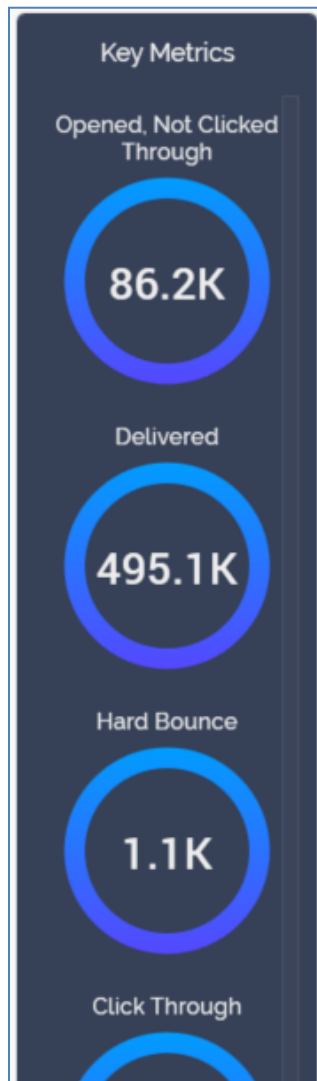 Key Metrics
Opened, Not Clicked
Through
86.2K
Delivered
495.1K
Hard Bounce
1.1K
Click Through